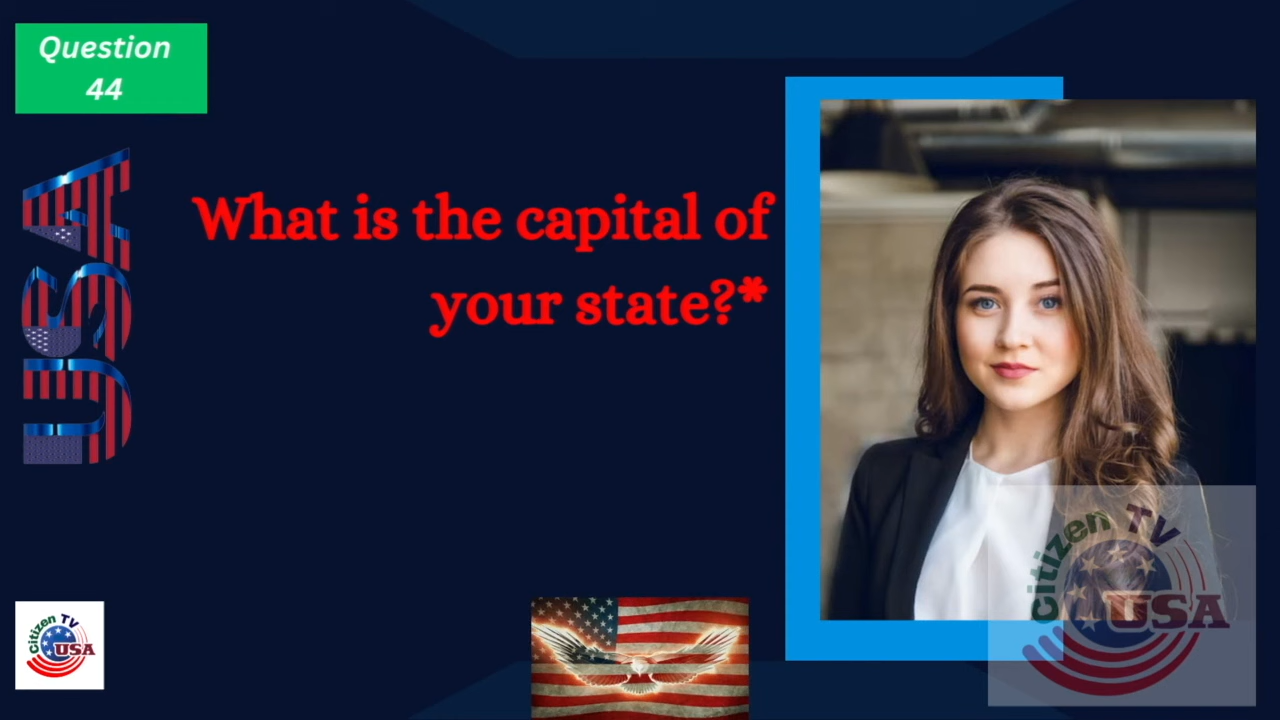 Question
44
USA
What is the capital of
your state?*
Citizen TV
USA
Citizen TV
USA